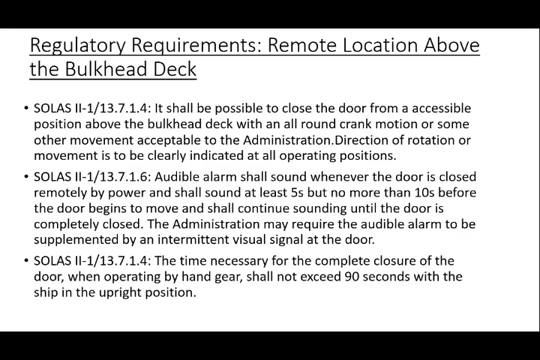 Regulatory Requirements: Remote Location Above
the Bulkhead Deck
• SOLAS II-1/13.7.1.4: It shall be possible to close the door from a accessible
position above the bulkhead deck with an all round crank motion or some
other movement acceptable to the Administration.Direction of rotation or
movement is to be clearly indicated at all operating positions.
• SOLAS II-1/13.7.1.6: Audible alarm shall sound whenever the door is closed
remotely by power and shall sound at least 5s but no more than 10s before
the door begins to move and shall continue sounding until the door is
completely closed. The Administration may require the audible alarm to be
supplemented by an intermittent visual signal at the door.
• SOLAS II-1/13.7.1.4: The time necessary for the complete closure of the
door, when operating by hand gear, shall not exceed 90 seconds with the
ship in the upright position.